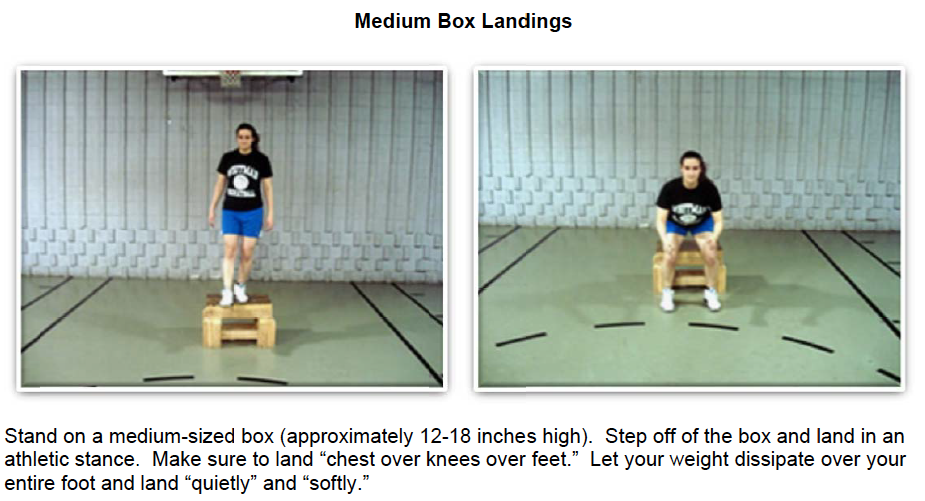 Medium Box Landings
Stand on a medium-sized box (approximately 12-18 inches high).  Step off of the box and land in an
athletic stance.  Make sure to land “chest over knees over feet.”  Let your weight dissipate over your
entire foot and land “quietly” and “softly.”